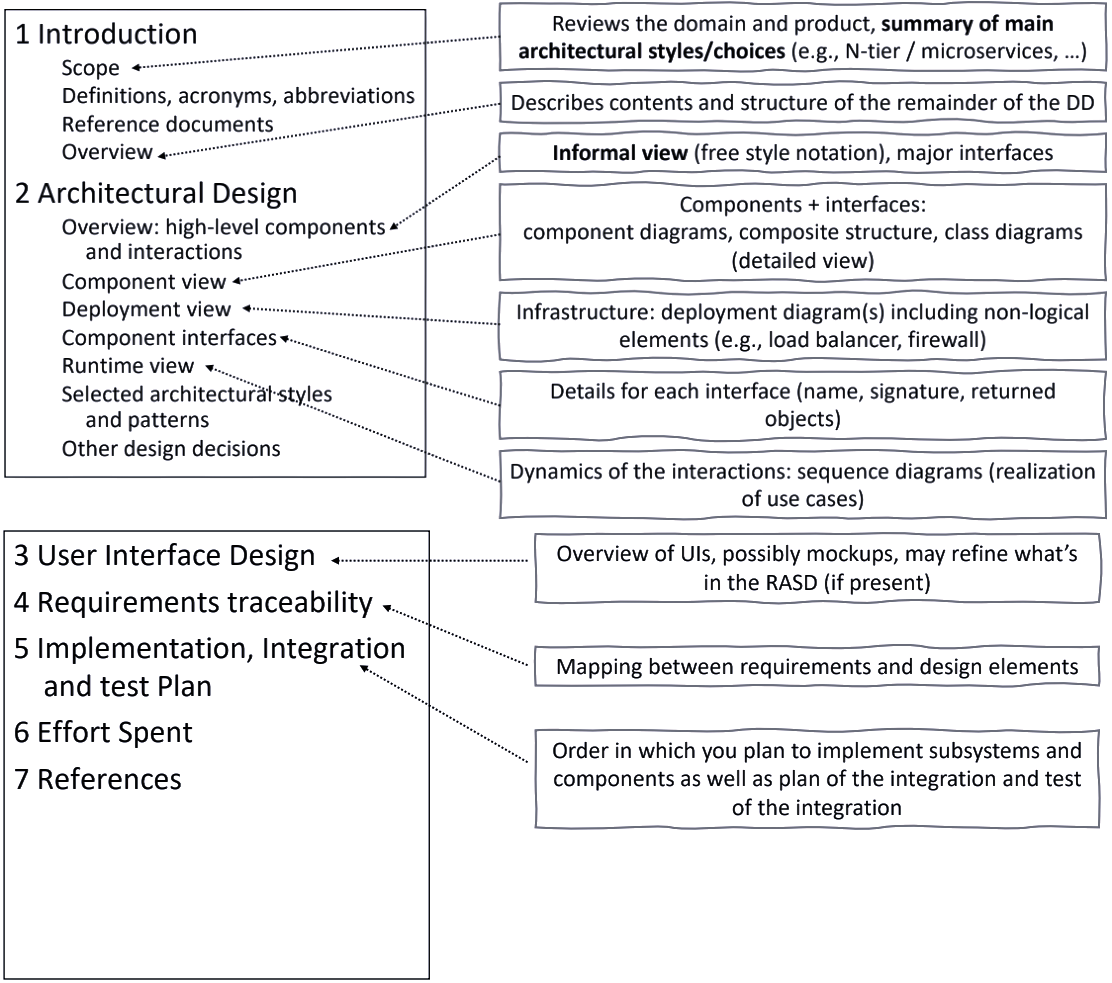 1 Introduction
Scope
Definitions, acronyms, abbreviations
Reference documents
Overview
2 Architectural Design
Overview: high-level components
and interactions
Component view
Deployment view
Component interfaces
Runtime view
Selected architectural styles
and patterns
Other design decisions
Reviews the domain and product, summary of main
architectural styles/choices (e.g., N-tier / microservices, …)
Describes contents and structure of the remainder of the DD
Informal view (free style notation), major interfaces
Components + interfaces:
component diagrams, composite structure, class diagrams
(detailed view)
Infrastructure: deployment diagram(s) including non-logical
elements (e.g., load balancer, firewall)
Details for each interface (name, signature, returned
objects)
Dynamics of the interactions: sequence diagrams (realization
of use cases)
3 User Interface Design
4 Requirements traceability
5 Implementation, Integration
and test Plan
6 Effort Spent
7 References
Overview of UIs, possibly mockups, may refine what’s
in the RASD (if present)
Mapping between requirements and design elements
Order in which you plan to implement subsystems and
components as well as plan of the integration and test
of the integration